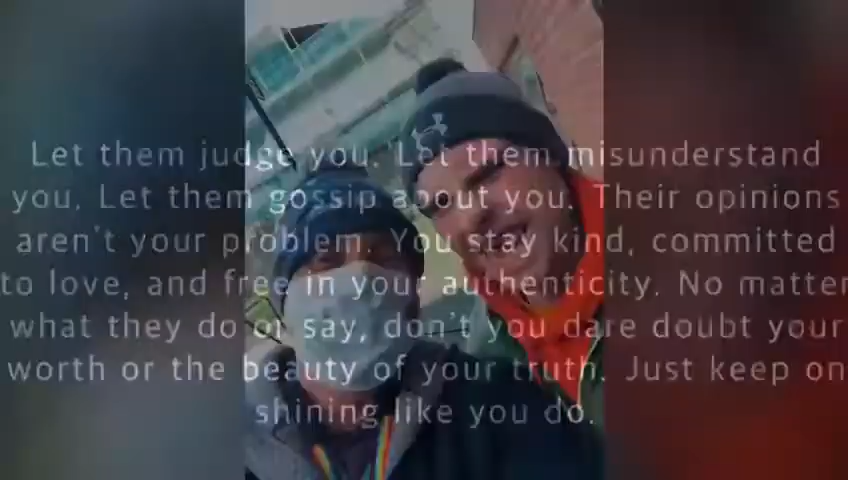 Let them judge you. Let them misunderstand
you. Let them gossip about you. Their opinions
aren't your problem. You stay kind, committed
to love, and free in your authenticity. No matter
what they do or say, don't you dare doubt your
worth or the beauty of your truth. Just keep on
shining like you do.